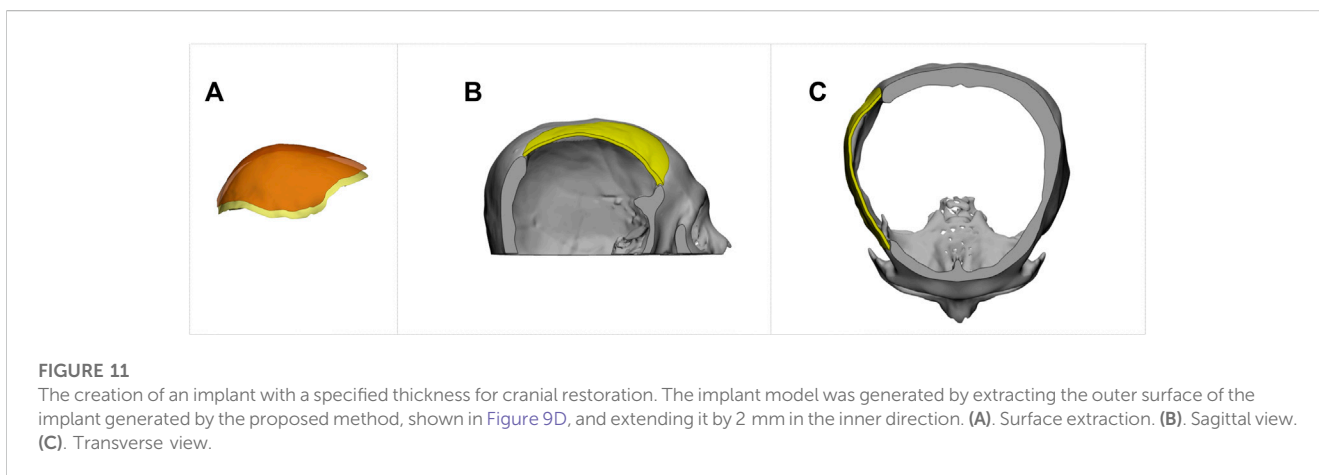 A
B
C
FIGURE 11
The creation of an implant with a specified thickness for cranial restoration. The implant model was generated by extracting the outer surface of the
implant generated by the proposed method, shown in Figure 9D, and extending it by 2 mm in the inner direction. (A). Surface extraction. (B). Sagittal view.
(C). Transverse view.